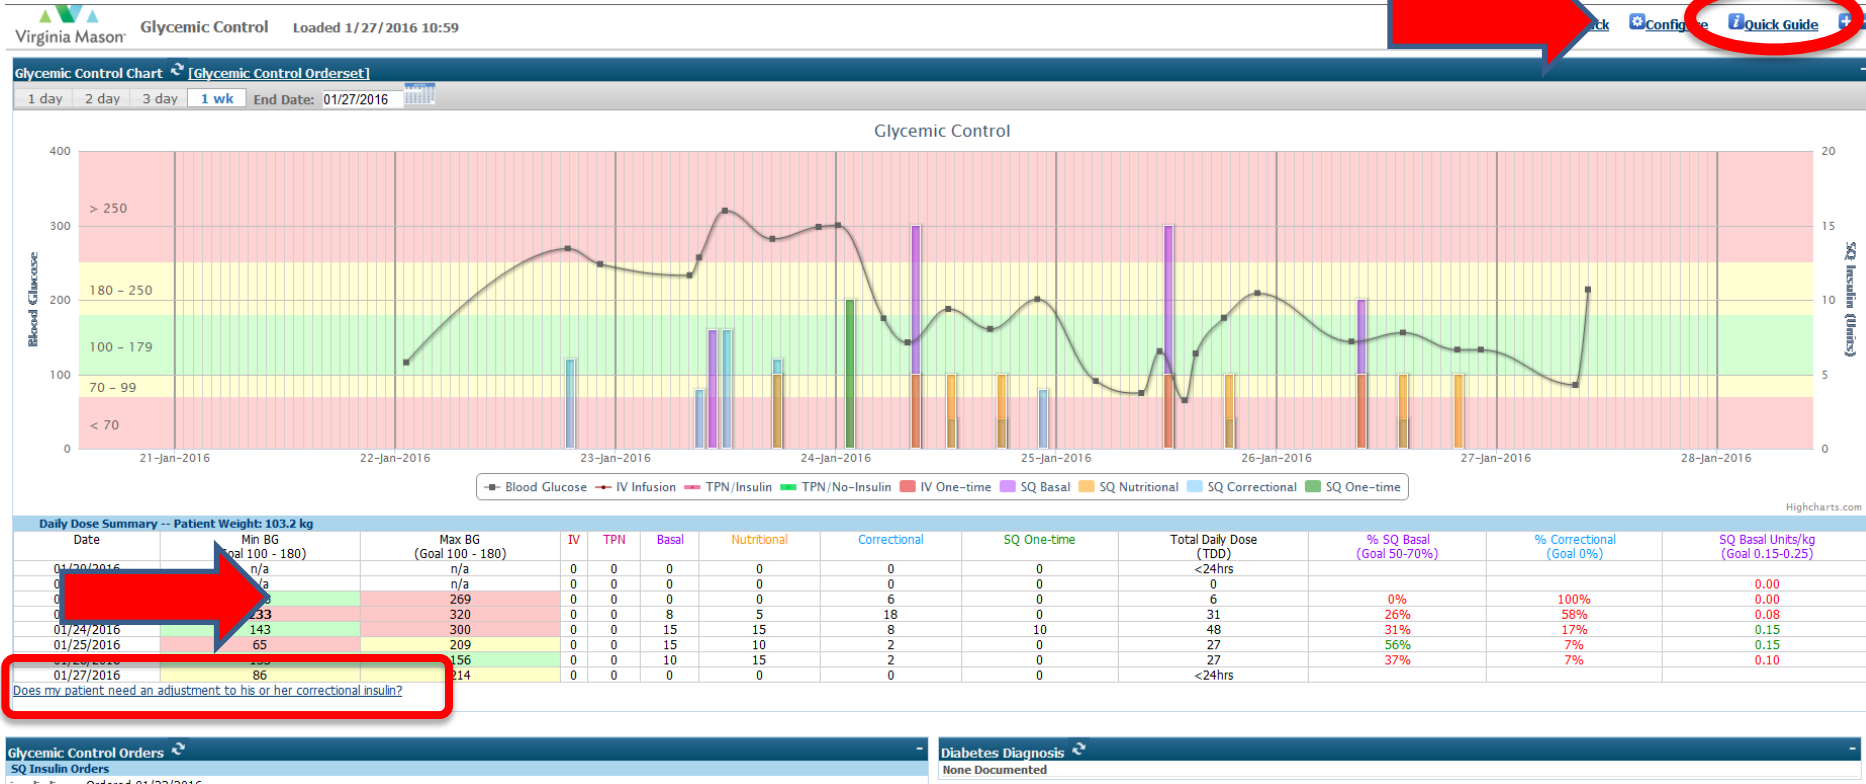 Virginia Mason Glycemic Control Loaded 1/27/2016 10:59 Quick Guide
Glycemic Control Chart [Glycemic Control Orderset]
1 day 2 day 3 day 1 wk End Date: 01/27/2016
Glycemic Control
400 20
> 250
300 15
180 - 250
200 10
100 - 179
100 5
70 - 99
< 70
0 0
Blood Glucose
SQ Insulin (Units)
21-Jan-2016 22-Jan-2016 23-Jan-2016 24-Jan-2016 25-Jan-2016 26-Jan-2016 27-Jan-2016 28-Jan-2016
Blood Glucose IV Infusion TPN/Insulin TPN/No-Insulin IV One-time SQ Basal SQ Nutritional SQ Correctional SQ One-time
Highcharts.com
Daily Dose Summary -- Patient Weight: 103.2 kg
Date Min BG Max BG IV TPN Basal Nutritional Correctional SQ One-time Total Daily Dose % SQ Basal % Correctional SQ Basal Units/kg
(Goal 100 - 180) (TDD) (Goal 50-70%) (Goal 0%) (Goal 0.15-0.25)
n/a n/a 0 0 0 0 0 0 <24hrs
n/a 0 0 0 0 0 0 0 0.00
269 0 0 0 0 6 0 6 0% 100% 0.00
233 320 0 0 8 5 18 0 31 26% 58% 0.08
01/24/2016 143 300 0 0 15 15 8 10 48 31% 17% 0.15
01/25/2016 65 209 0 0 15 10 2 0 27 56% 7% 0.15
156 0 0 10 15 2 0 27 37% 7% 0.10
01/27/2016 86 214 0 0 0 0 0 0 <24hrs
Does my patient need an adjustment to his or her correctional insulin?
Glycemic Control Orders - Diabetes Diagnosis -
SQ Insulin Orders None Documented